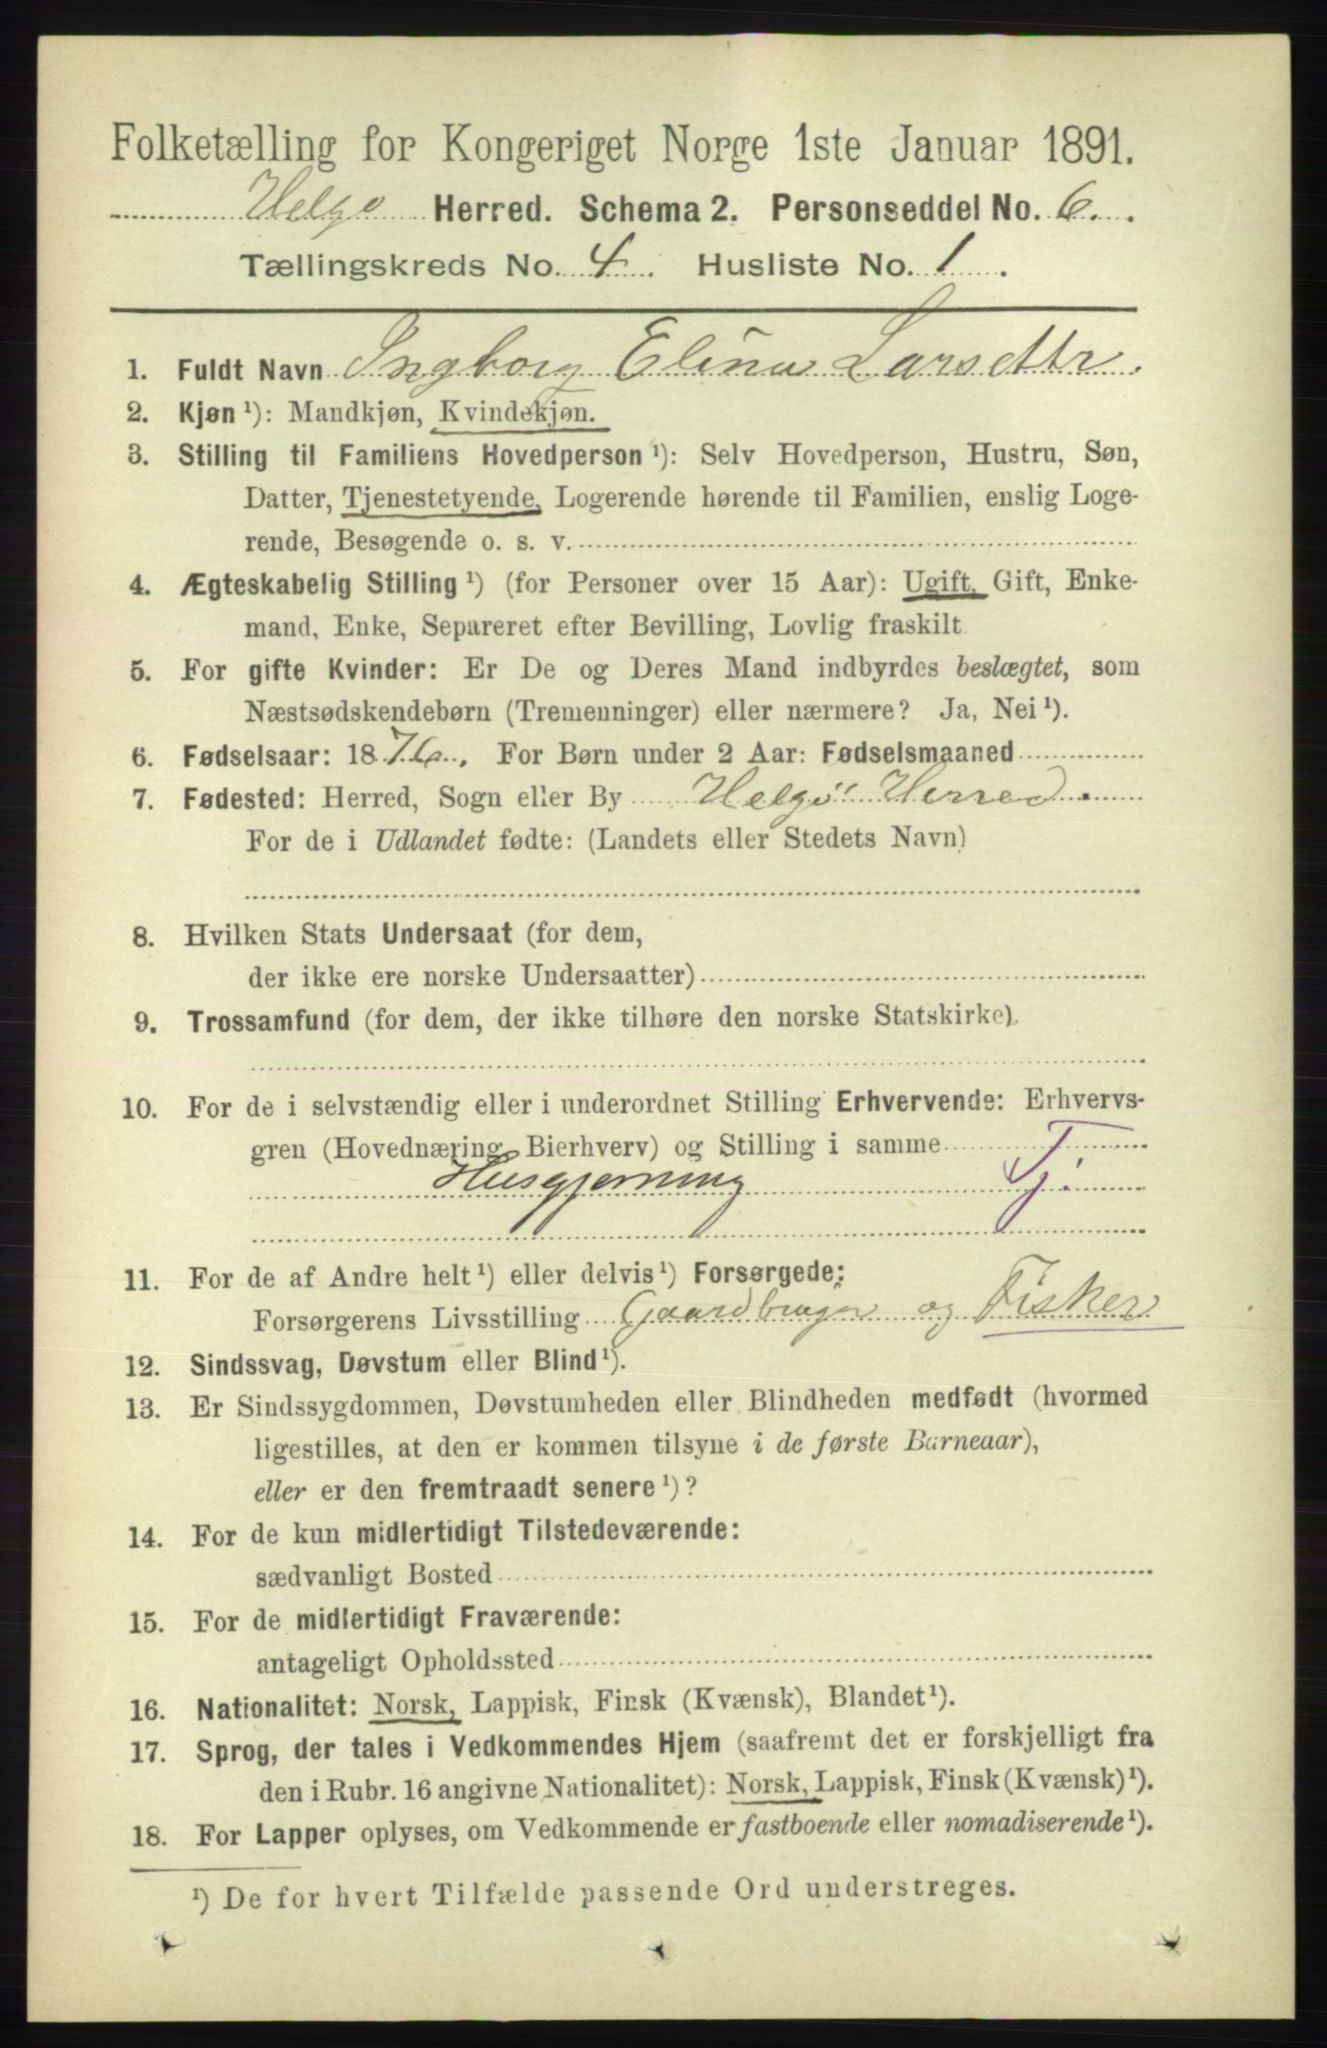 Folketælling for Kongeriget Norge 1ste Januar 1891.
Helgø Herred. Schema 2. Personseddel No. 6.
Tællingskreds No. 4. Husliste No. 1.
1. Fuldt Navn Ingborg Elina Larsdttr.
2. Kjøn ¹): Mandkjøn, Kvindekjøn.
3. Stilling til Familiens Hovedperson ¹): Selv Hovedperson, Hustru, Søn,
Datter, Tjenestetyende, Logerende hørende til Familien, enslig Loge-
rende, Besøgende o. s. v.
4. Ægteskabelig Stilling ¹) (for Personer over 15 Aar): Ugift, Gift, Enke-
mand, Enke, Separeret efter Bevilling, Lovlig fraskilt
5. For gifte Kvinder: Er De og Deres Mand indbyrdes beslægtet, som
Næstsødskendebørn (Tremenninger) eller nærmere? Ja, Nei ¹).
6. Fødselsaar: 1876. For Børn under 2 Aar: Fødselsmaaned
7. Fødested: Herred, Sogn eller By Helgö Herred.
For de i Udlandet fødte: (Landets eller Stedets Navn)
8. Hvilken Stats Undersaat (for dem,
der ikke ere norske Undersaatter)
9. Trossamfund (for dem, der ikke tilhøre den norske Statskirke).
10. For de i selvstændig eller i underordnet Stilling Erhvervende: Erhvervs-
gren (Hovednæring, Bierhverv) og Stilling i samme
Husgjerning Tj.
11. For de af Andre helt ¹) eller delvis ¹) Forsørgede:
Forsørgerens Livsstilling Gaardbruger og Fisker
12. Sindssvag, Døvstum eller Blind ¹).
13. Er Sindssygdommen, Døvstumheden eller Blindheden medfødt (hvormed
ligestilles, at den er kommen tilsyne i de første Barneaar),
eller er den fremtraadt senere ¹)?
14. For de kun midlertidigt Tilstedeværende:
sædvanligt Bosted
15. For de midlertidigt Fraværende:
antageligt Opholdssted
16. Nationalitet: Norsk, Lappisk, Finsk (Kvænsk), Blandet ¹).
17. Sprog, der tales i Vedkommendes Hjem (saafremt det er forskjelligt fra
den i Rubr. 16 angivne Nationalitet): Norsk, Lappisk, Finsk (Kvænsk) ¹).
18. For Lapper oplyses, om Vedkommende er fastboende eller nomadiserende ¹).
¹) De for hvert Tilfælde passende Ord understreges.